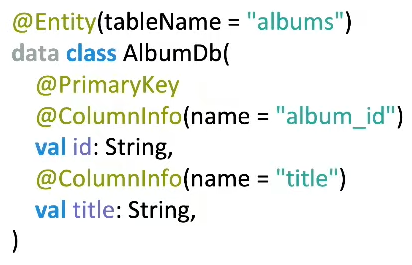 @Entity(tableName = "albums")
data class AlbumDb(
@PrimaryKey
@ColumnInfo(name = "album_id")
val id: String,
@ColumnInfo(name = "title")
val title: String,
)